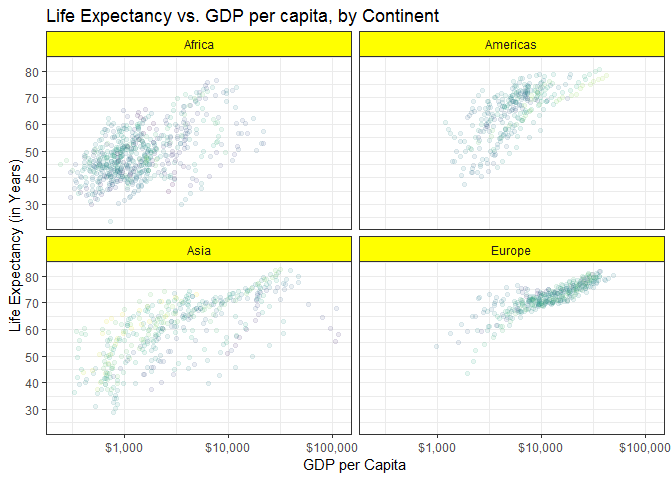 Life Expectancy vs. GDP per capita, by Continent
Africa
Americas
80
70
60
50
40
30
Asia
Europe
80
70
60
50
40
30
Life Expectancy (in Years)
$1,000
$10,000
$100,000
$1,000
$10,000
$100,000
GDP per Capita